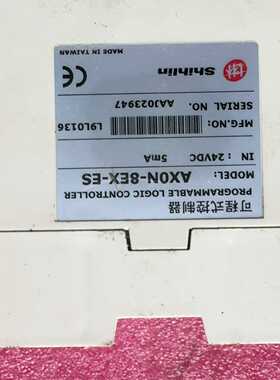 可程式控制器
PROGRAMMABLE LOGIC CONTROLLER
MODEL: AX0N-8EX-ES
IN : 24VDC 5mA
MFG.NO.: L9L0136
SERIAL NO. AAJ023947
CE Shihlin
MADE IN TAIWAN